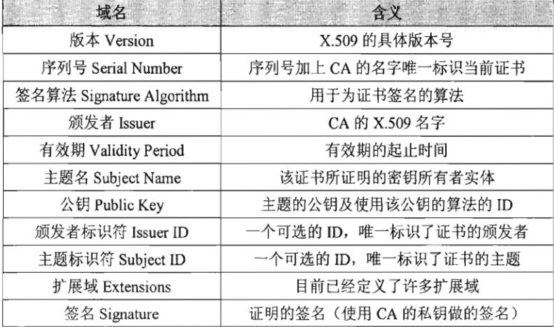 域名 含义
版本 Version X.509 的具体版本号
序列号 Serial Number 序列号加上 CA 的名字唯一标识当前证书
签名算法 Signature Algorithm 用于为证书签名的算法
颁发者 Issuer CA 的 X.509 名字
有效期 Validity Period 有效期的起止时间
主题名 Subject Name 该证书所证明的密钥所有者实体
公钥 Public Key 主题的公钥及使用该公钥的算法的 ID
颁发者标识符 Issuer ID 一个可选的 ID，唯一标识了证书的颁发者
主题标识符 Subject ID 一个可选的 ID，唯一标识了证书的主题
扩展域 Extensions 目前已经定义了许多扩展域
签名 Signature 证明的签名（使用 CA 的私钥做的签名）